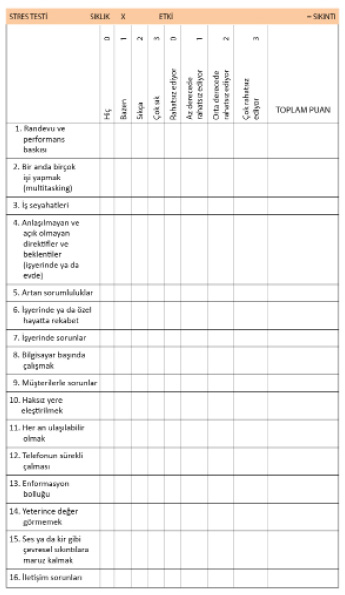 STRES TESTİ SIKLIK X ETKİ = SIKINTI
0 1 2 3 0 1 2 3
Hiç Bazen Sıkça Çok sık Rahatsız ediyor Az derecede rahatsız ediyor Orta derecede rahatsız ediyor Çok rahatsız ediyor TOPLAM PUAN
1. Randevu ve
performans
baskısı
2. Bir anda birçok
işi yapmak
(multitasking)
3. İş seyahatleri
4. Anlaşılmayan ve
açık olmayan
direktifler ve
beklentiler
(işyerinde ya da
evde)
5. Artan sorumluluklar
6. İşyerinde ya da özel
hayatta rekabet
7. İşyerinde sorunlar
8. Bilgisayar başında
çalışmak
9. Müşterilerle sorunlar
10. Haksız yere
eleştirilmek
11. Her an ulaşılabilir
olmak
12. Telefonun sürekli
çalması
13. Enformasyon
bolluğu
14. Yeterince değer
görmemek
15. Ses ya da kir gibi
çevresel sıkıntılara
maruz kalmak
16. İletişim sorunları